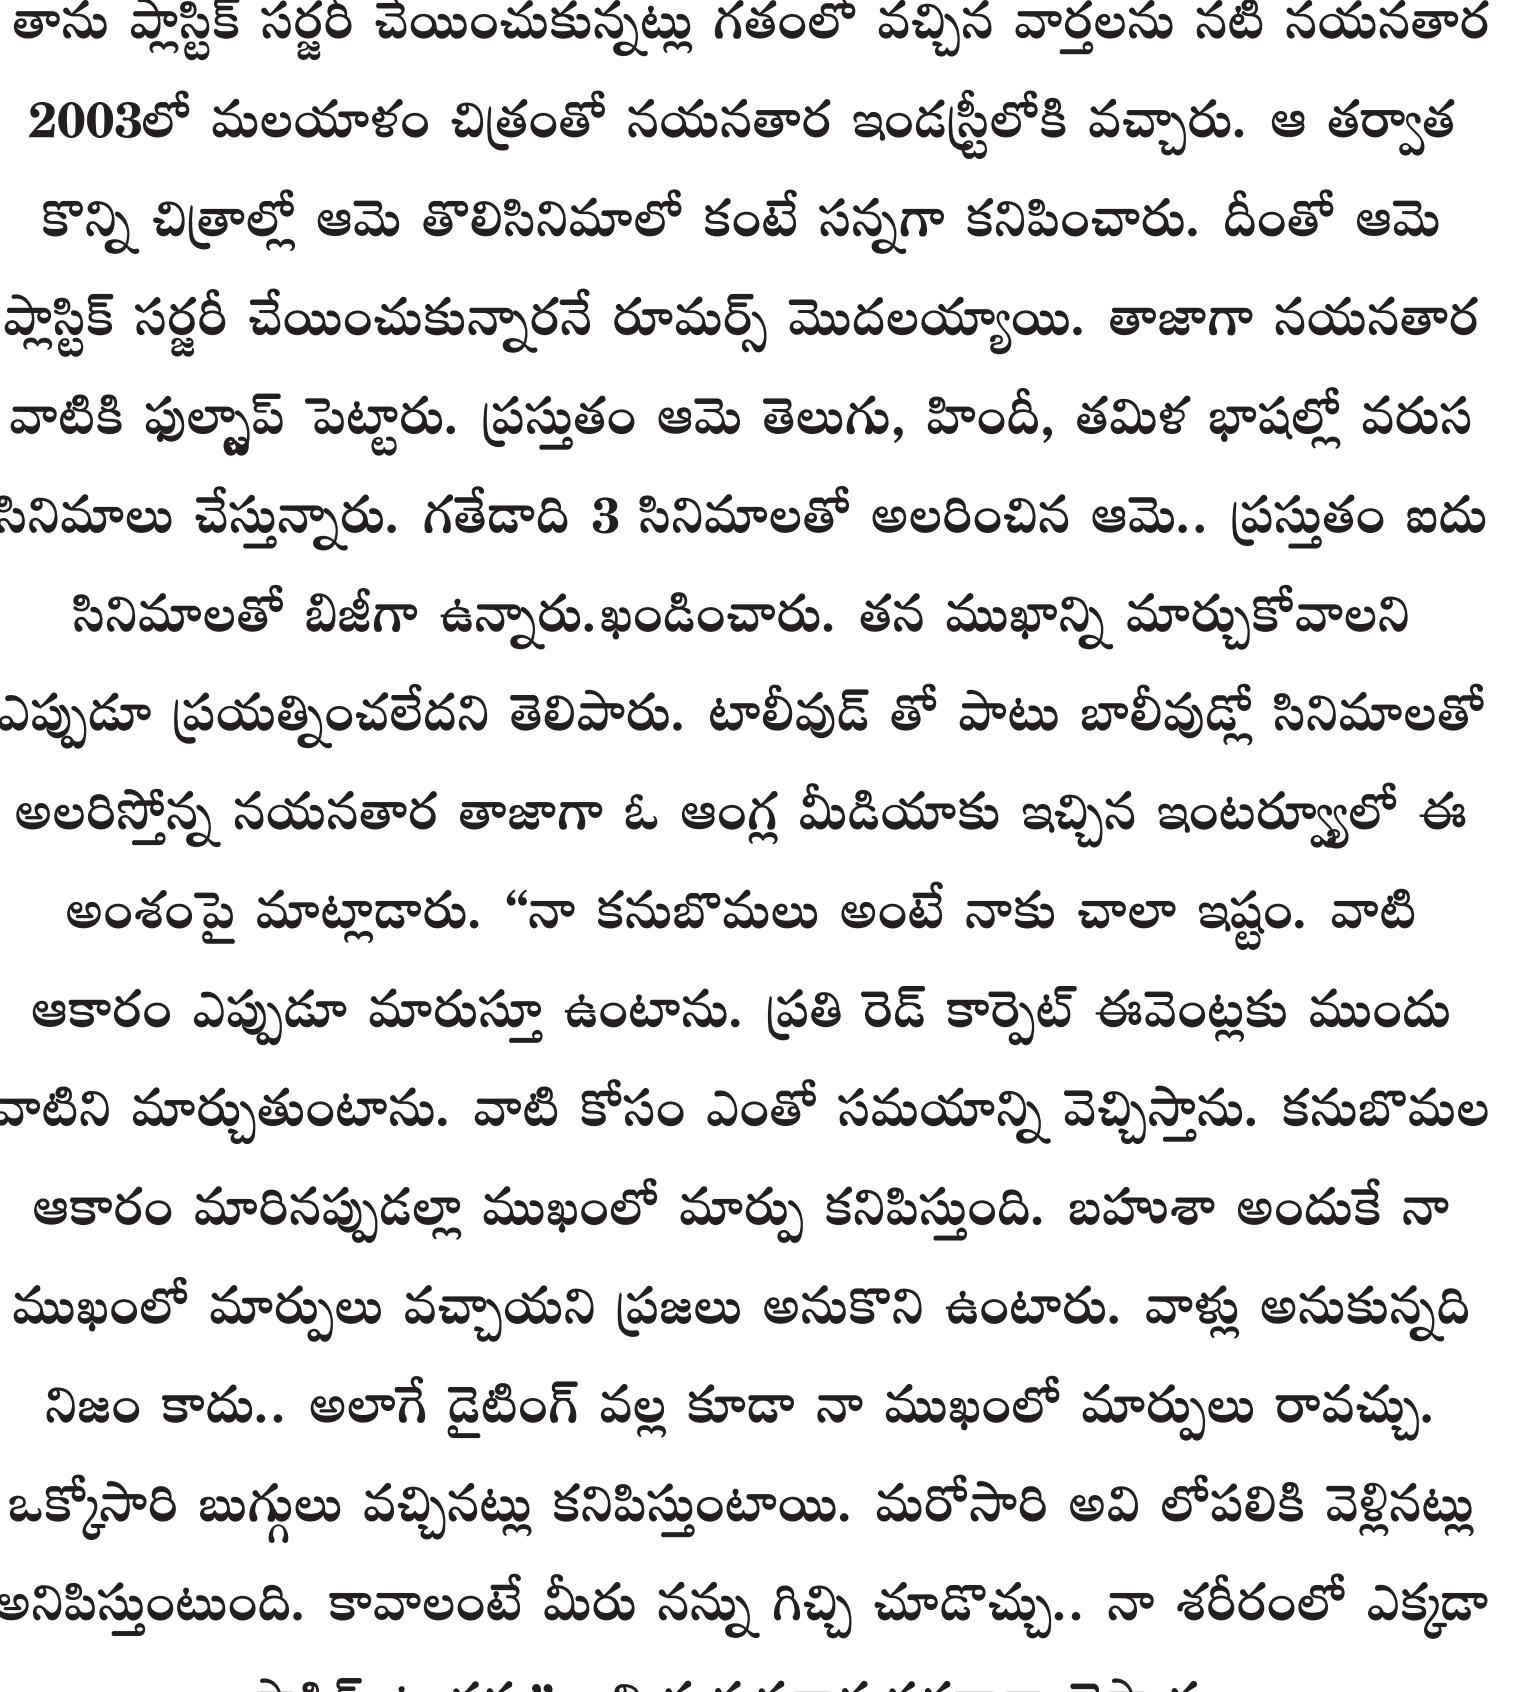 తాను ప్లాస్టిక్ సర్జరీ చేయించుకున్నట్లు గతంలో వచ్చిన వార్తలను నటి నయనతార
2003లో మలయాళం చిత్రంతో నయనతార ఇండస్ట్రీలోకి వచ్చారు. ఆ తర్వాత
కొన్ని చిత్రాల్లో ఆమె తొలిసినిమాలో కంటే సన్నగా కనిపించారు. దీంతో ఆమె
ప్లాస్టిక్ సర్జరీ చేయించుకున్నారనే రూమర్స్ మొదలయ్యాయి. తాజాగా నయనతార
వాటికి ఫుల్స్టాప్ పెట్టారు. ప్రస్తుతం ఆమె తెలుగు, హిందీ, తమిళ భాషల్లో వరుస
సినిమాలు చేస్తున్నారు. గతేడాది 3 సినిమాలతో అలరించిన ఆమె.. ప్రస్తుతం ఐదు
సినిమాలతో బిజీగా ఉన్నారు.ఖండించారు. తన ముఖాన్ని మార్చుకోవాలని
ఎప్పుడూ ప్రయత్నించలేదని తెలిపారు. టాలీవుడ్ తో పాటు బాలీవుడ్లో సినిమాలతో
అలరిస్తోన్న నయనతార తాజాగా ఓ ఆంగ్ల మీడియాకు ఇచ్చిన ఇంటర్వ్యూలో ఈ
అంశంపై మాట్లాడారు. “నా కనుబొమలు అంటే నాకు చాలా ఇష్టం. వాటి
ఆకారం ఎప్పుడూ మారుస్తూ ఉంటాను. ప్రతి రెడ్ కార్పెట్ ఈవెంట్లకు ముందు
వాటిని మార్చుతుంటాను. వాటి కోసం ఎంతో సమయాన్ని వెచ్చిస్తాను. కనుబొమల
ఆకారం మారినప్పుడల్లా ముఖంలో మార్పు కనిపిస్తుంది. బహుశా అందుకే నా
ముఖంలో మార్పులు వచ్చాయని ప్రజలు అనుకొని ఉంటారు. వాళ్లు అనుకున్నది
నిజం కాదు.. అలాగే డైటింగ్ వల్ల కూడా నా ముఖంలో మార్పులు రావచ్చు.
ఒక్కోసారి బుగ్గులు వచ్చినట్లు కనిపిస్తుంటాయి. మరోసారి అవి లోపలికి వెళ్లినట్లు
అనిపిస్తుంటుంది. కావాలంటే మీరు నన్ను గిచ్చి చూడొచ్చు.. నా శరీరంలో ఎక్కడా